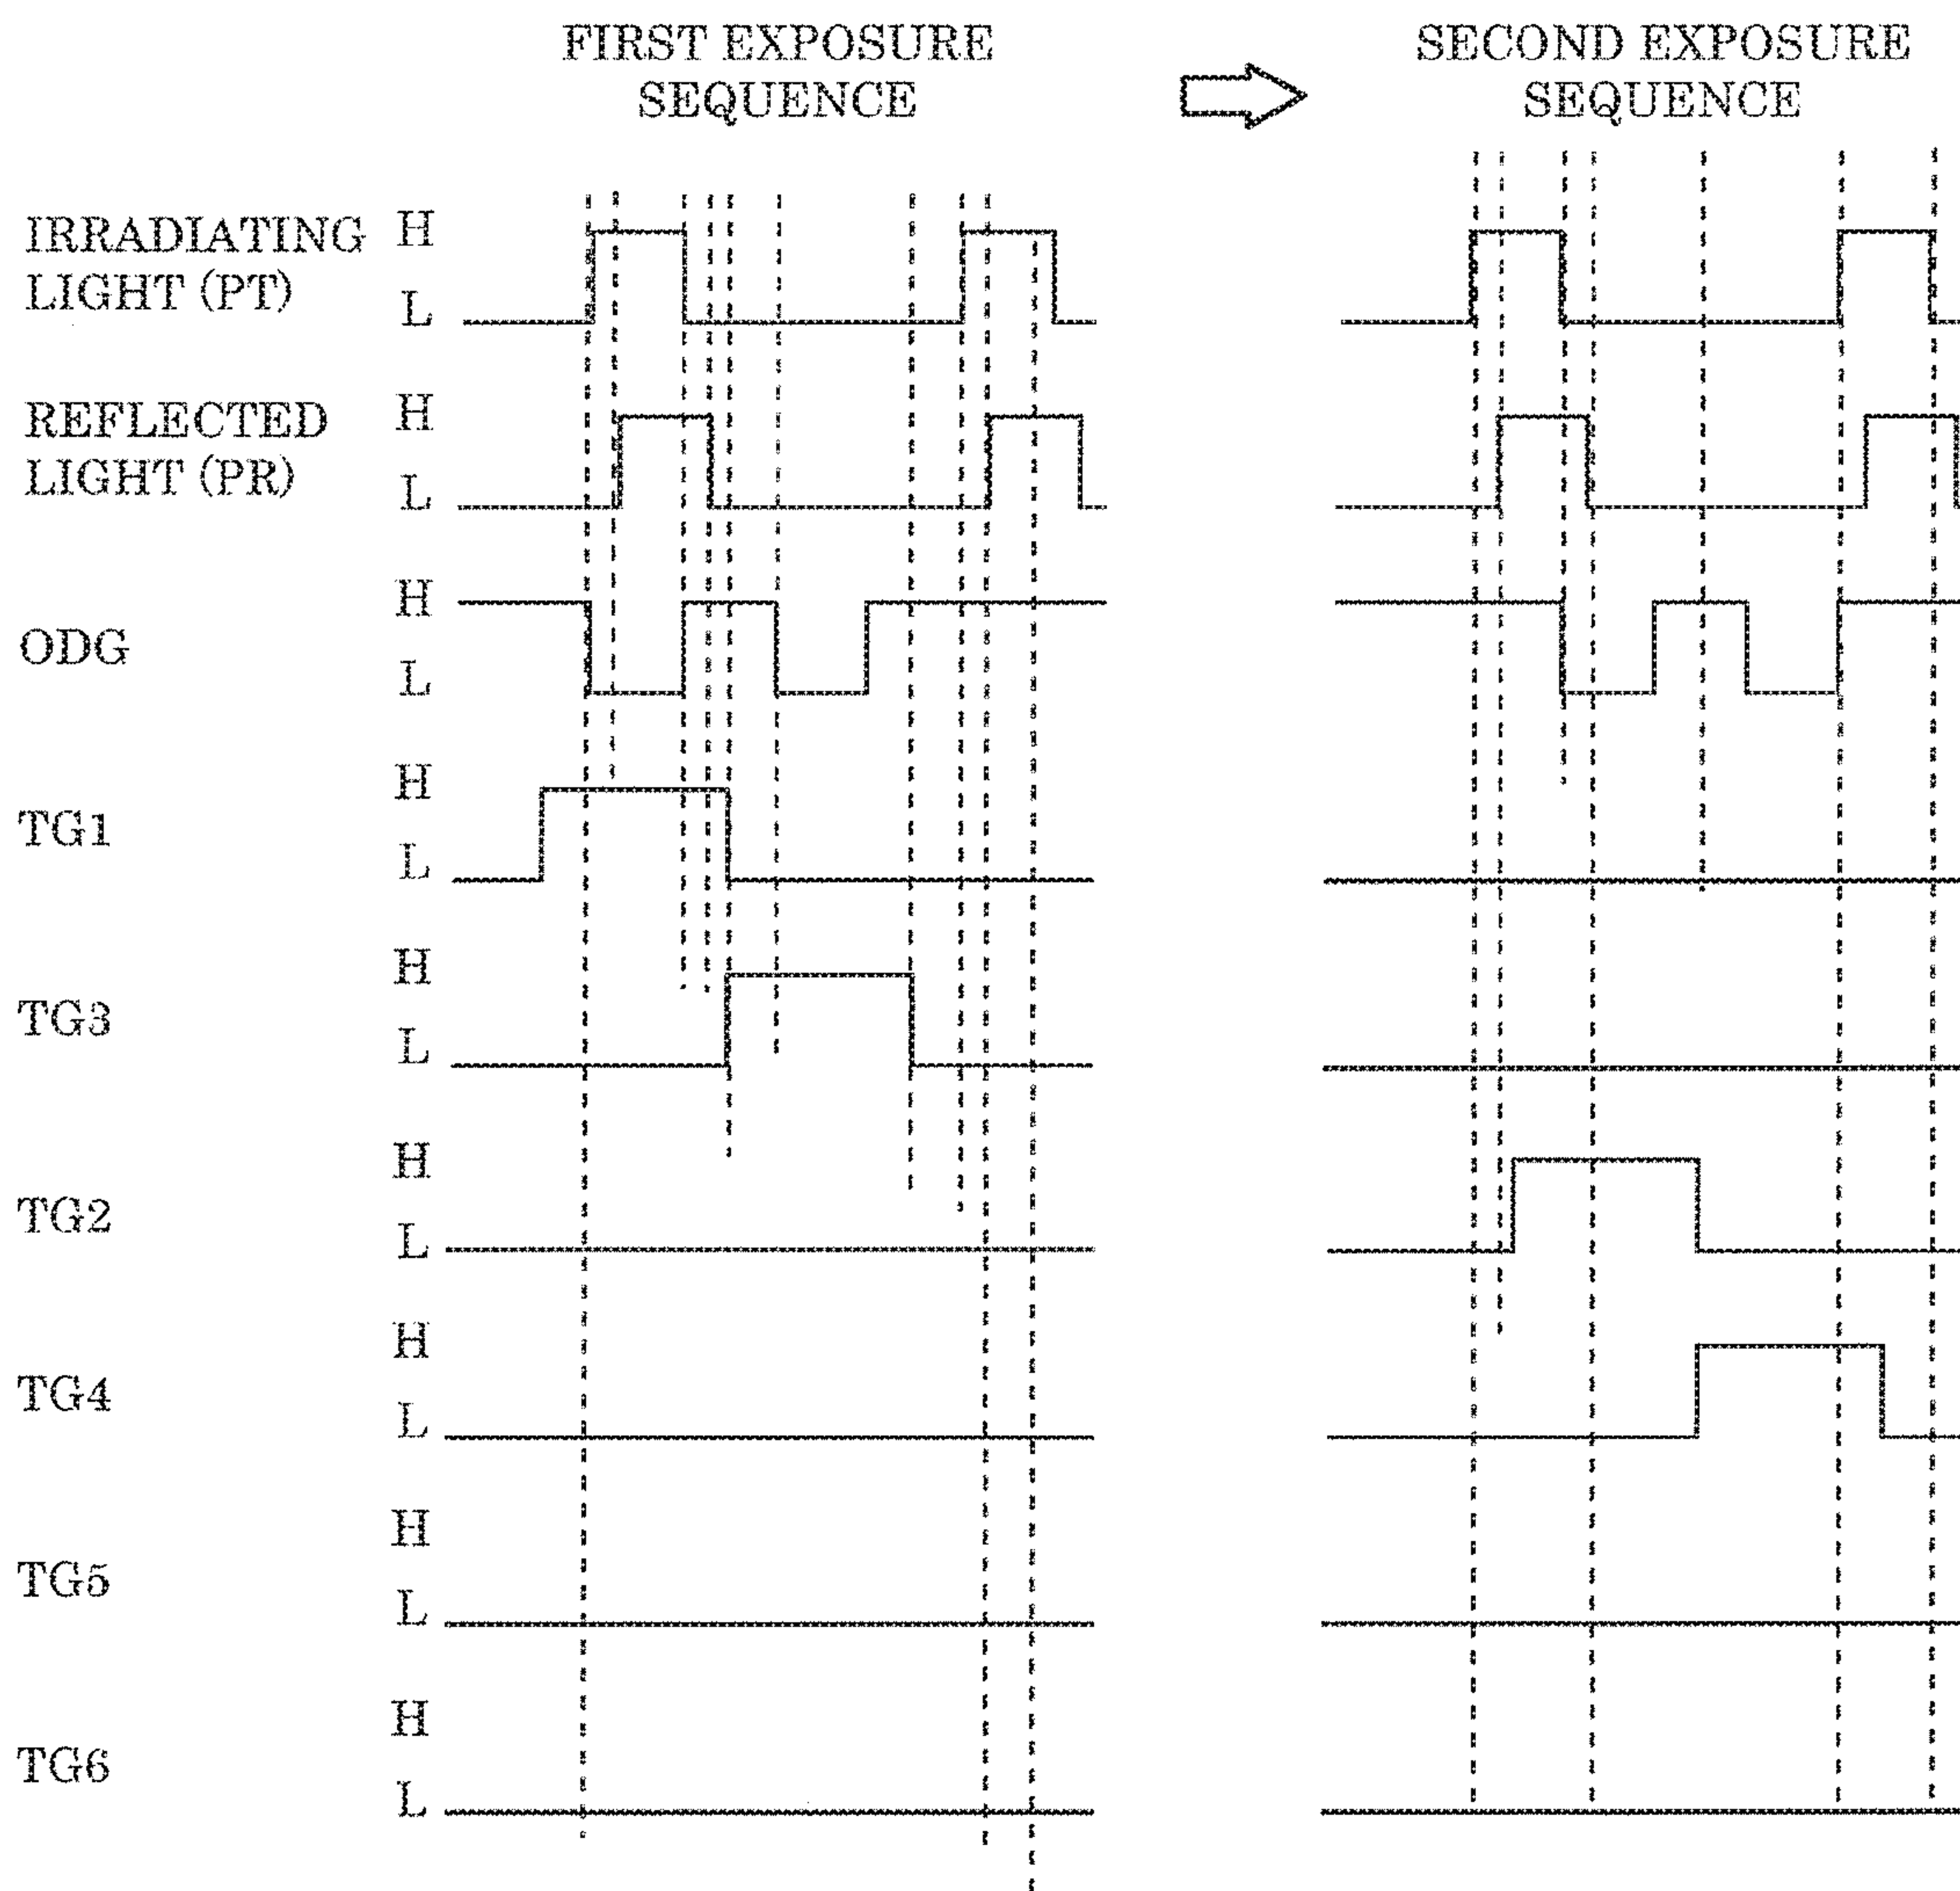 FIRST EXPOSURE
SEQUENCE
SECOND EXPOSURE
SEQUENCE
IRRADIATING
LIGHT (PT)
H
L
REFLECTED
LIGHT (PR)
H
L
ODG
H
L
TG1
H
L
TG3
H
L
TG2
H
L
TG4
H
L
TG5
H
L
TG6
H
L